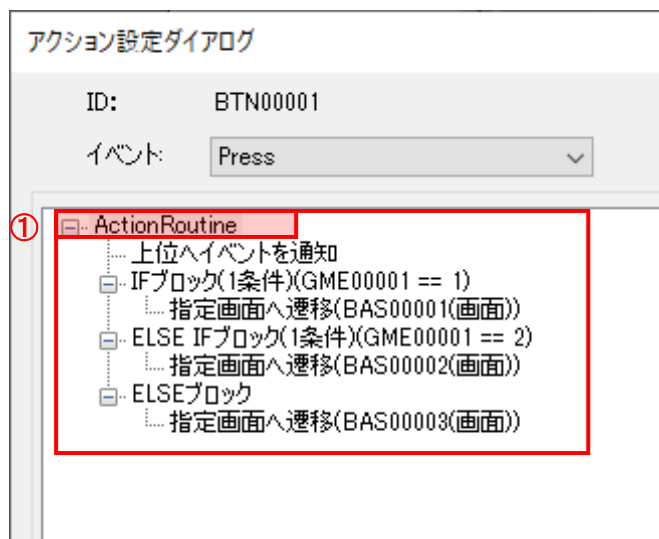 アクション設定ダイアログ
ID: BTN00001
イベント: Press
① ActionRoutine
上位へイベントを通知
IFブロック(1条件)(GME00001 == 1)
指定画面へ遷移(BAS00001(画面))
ELSE IFブロック(1条件)(GME00001 == 2)
指定画面へ遷移(BAS00002(画面))
ELSEブロック
指定画面へ遷移(BAS00003(画面))